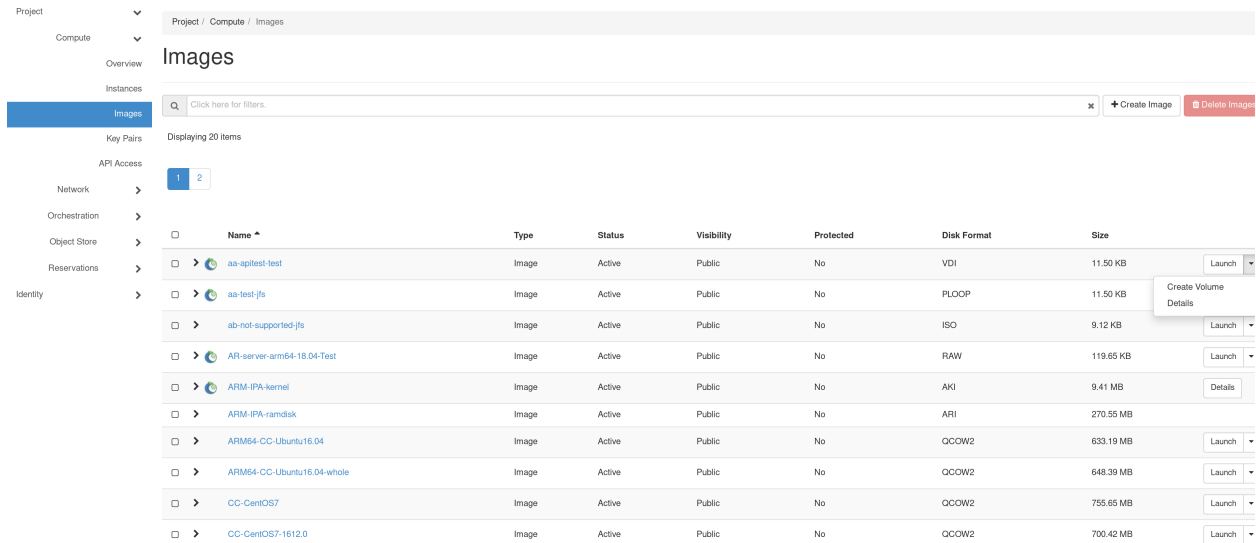 Project
Compute
Overview
Instances
Images
Key Pairs
API Access
Network
Orchestration
Object Store
Reservations
Identity
Project / Compute / Images
Images
Click here for filters.
Create Image
Delete Images
Displaying 20 items
1 2
Name Type Status Visibility Protected Disk Format Size
aa-apitest-test Image Active Public No VDI 11.50 KB Launch
Create Volume
Details
aa-test-jfs Image Active Public No PLOOP 11.50 KB
ab-not-supported-jfs Image Active Public No ISO 9.12 KB Launch
AR-server-arm64-18.04-Test Image Active Public No RAW 119.65 KB Launch
ARM-IPA-kernel Image Active Public No AKI 9.41 MB Details
ARM-IPA-ramdisk Image Active Public No ARI 270.55 MB
ARM64-CC-Ubuntu16.04 Image Active Public No QCOW2 633.19 MB Launch
ARM64-CC-Ubuntu16.04-whole Image Active Public No QCOW2 648.39 MB Launch
CC-CentOS7 Image Active Public No QCOW2 755.65 MB Launch
CC-CentOS7-1612.0 Image Active Public No QCOW2 700.42 MB Launch